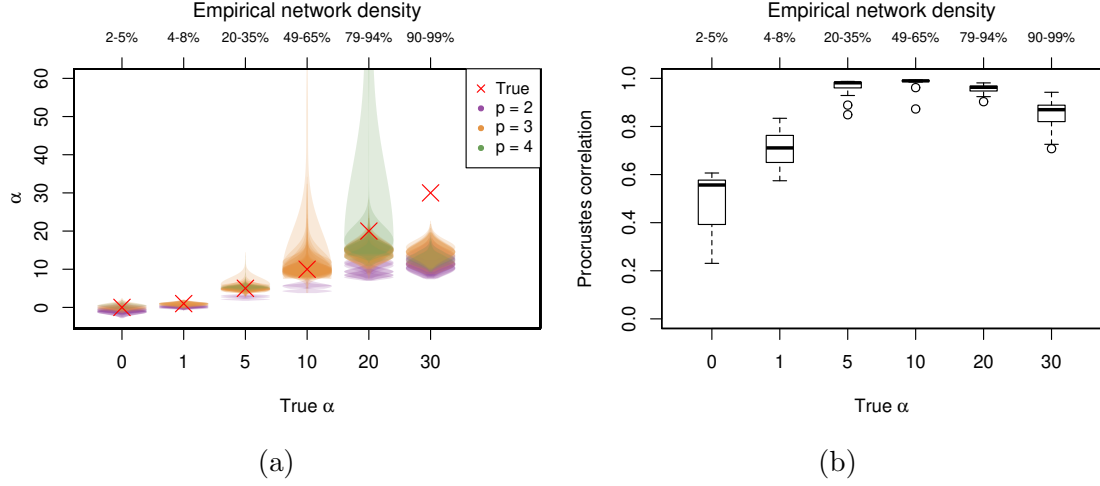 Empirical network density
2-5% 4-8% 20-35% 49-65% 79-94% 90-99%
60
50
40
30
20
10
0
α
True
p = 2
p = 3
p = 4
0 1 5 10 20 30
True α
(a)
Empirical network density
2-5% 4-8% 20-35% 49-65% 79-94% 90-99%
1.0
0.8
0.6
0.4
0.2
0.0
Procrustes correlation
0 1 5 10 20 30
True α
(b)